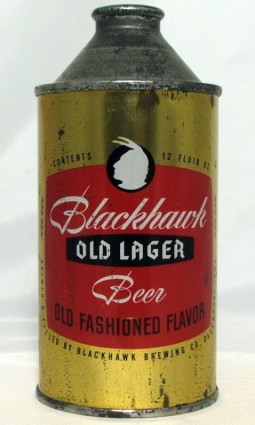 CONTENTS 12 FLUID OZ.
Blackhawk
OLD LAGER
Beer
OLD FASHIONED FLAVOR
BY BLACKHAWK BREWING CO.